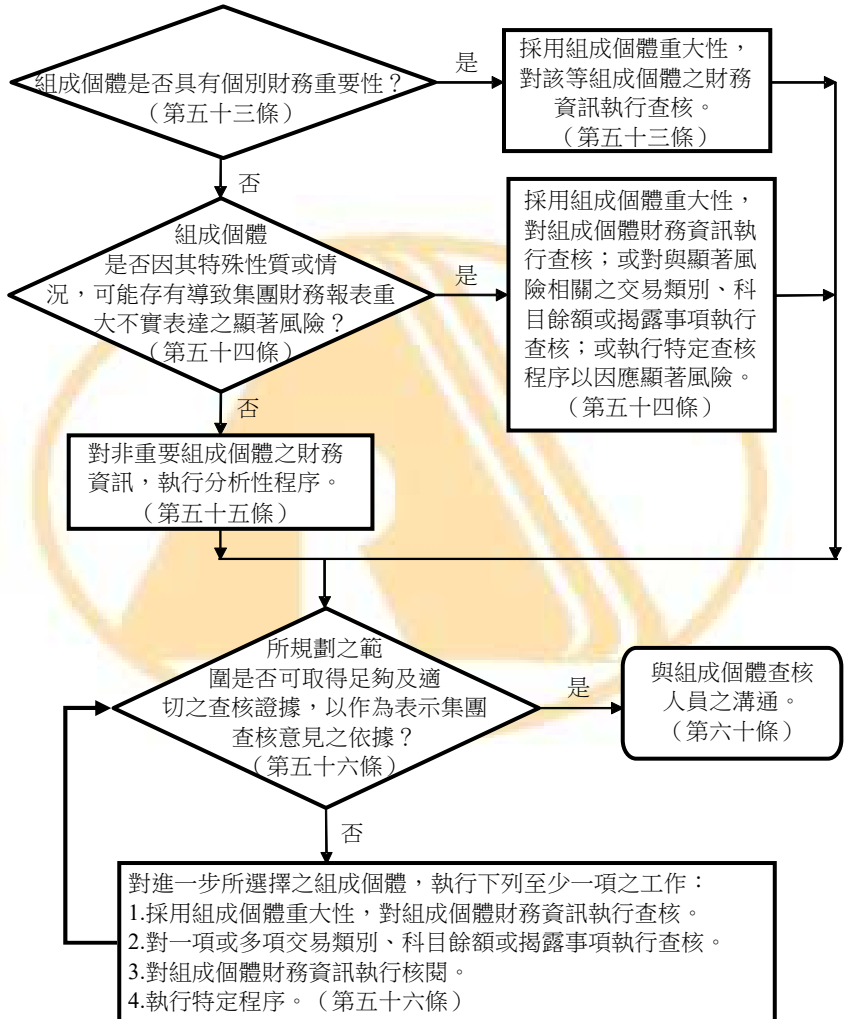 組成個體是否具有個別財務重要性？
（第五十三條）
是
採用組成個體重大性，
對該等組成個體之財務
資訊執行查核。
（第五十三條）
否
組成個體
是否因其特殊性質或情
況，可能存有導致集團財務報表重
大不實表達之顯著風險？
（第五十四條）
是
採用組成個體重大性，
對組成個體財務資訊執
行查核；或對與顯著風
險相關之交易類別、科
目餘額或揭露事項執行
查核；或執行特定查核
程序以因應顯著風險。
（第五十四條）
否
對非重要組成個體之財務
資訊，執行分析性程序。
（第五十五條）
所規劃之範
圍是否可取得足夠及適
切之查核證據，以作為表示集團
查核意見之依據？
（第五十六條）
是
與組成個體查核
人員之溝通。
（第六十條）
否
對進一步所選擇之組成個體，執行下列至少一項之工作：
1.採用組成個體重大性，對組成個體財務資訊執行查核。
2.對一項或多項交易類別、科目餘額或揭露事項執行查核。
3.對組成個體財務資訊執行核閱。
4.執行特定程序。（第五十六條）